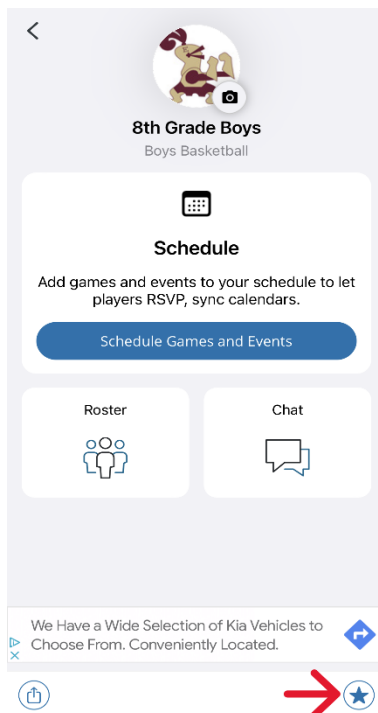 8th Grade Boys
Boys Basketball
Schedule
Add games and events to your schedule to let
players RSVP, sync calendars.
Schedule Games and Events
Roster
Chat
We Have a Wide Selection of Kia Vehicles to
Choose From. Conveniently Located.